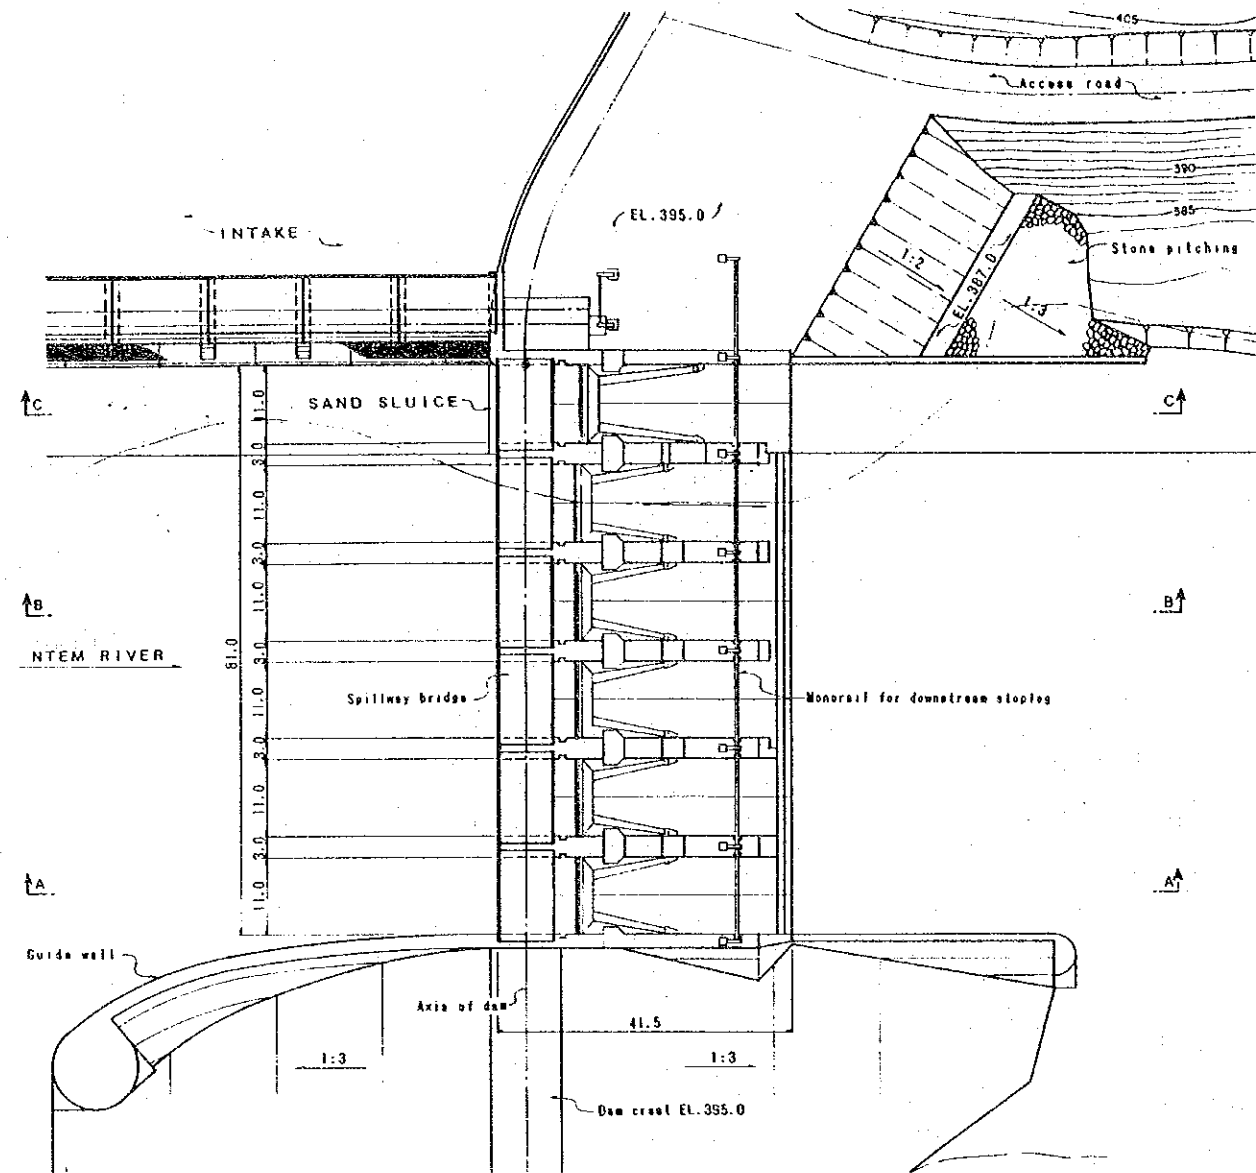 405
Access road
390
385
EL.395.0
INTAKE
Stone pitching
1:2
EL.387.0
1:3
C
SAND SLUICE
C
11.0
3.0
11.0
3.0
11.0
B
B
NTEM RIVER
81.0
3.0
11.0
Spillway bridge
Monorail for downstream stoplog
3.0
11.0
3.0
11.0
A
A
Guide wall
Axis of dam
41.5
1:3
1:3
Dam crest EL.395.0